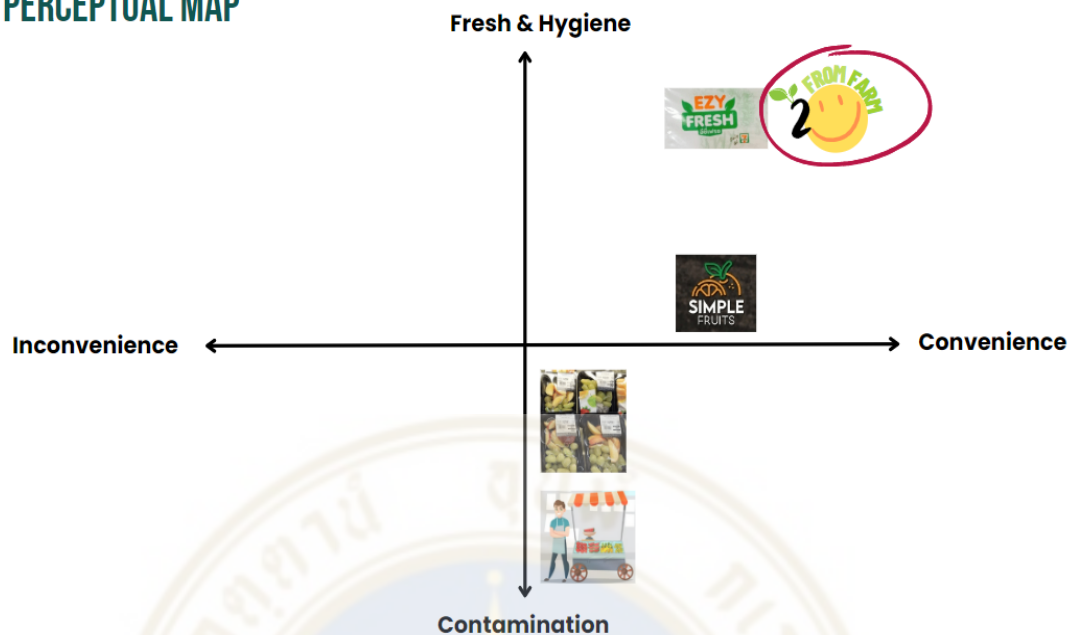 PERCEPTUAL MAP
Fresh & Hygiene
EZY
FRESH
2 FROM FARM
SIMPLE
FRUITS
Inconvenience
Convenience
Contamination